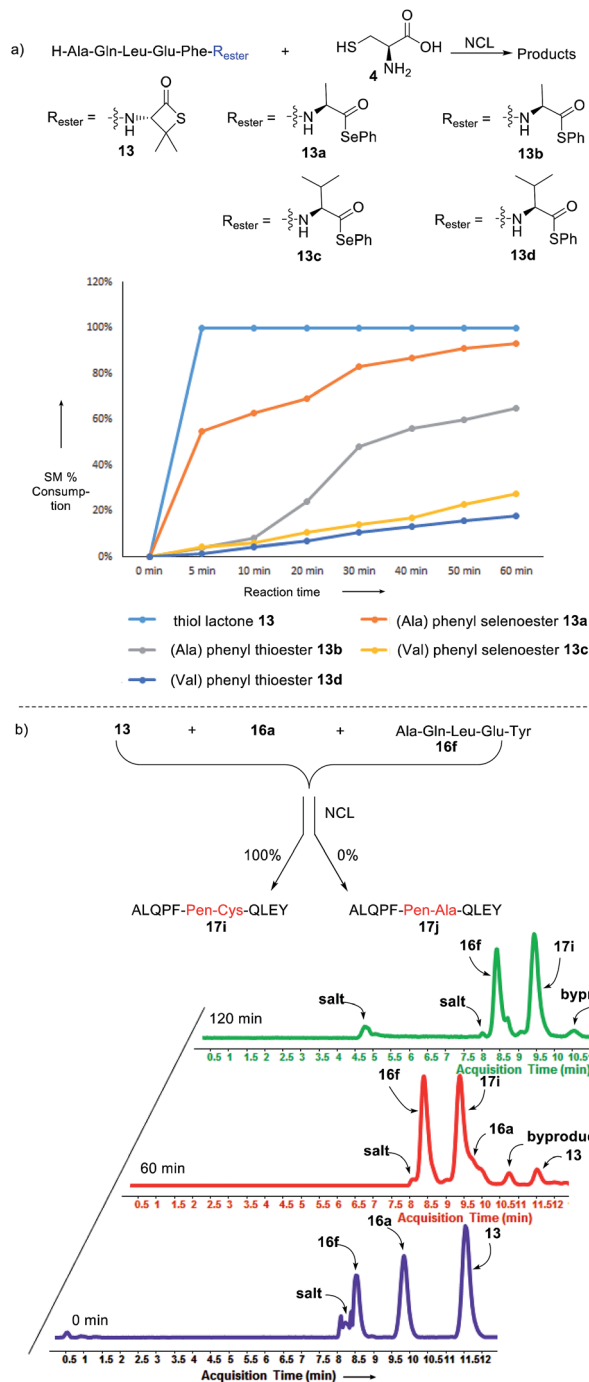 a)
H-Ala-Gln-Leu-Glu-Phe-Rester + HS O OH NH2 4 NCL Products
Rester = N H O S 13
Rester = N H O SePh 13a
Rester = N H O SPh 13b
Rester = N H O SePh 13c
Rester = N H O SPh 13d
120%
100%
80%
60%
40%
20%
0%
SM %
Consump-
tion
0 min 5 min 10 min 20 min 30 min 40 min 50 min 60 min
Reaction time
thiol lactone 13
(Ala) phenyl selenoester 13a
(Ala) phenyl thioester 13b
(Val) phenyl selenoester 13c
(Val) phenyl thioester 13d
b)
13 + 16a + Ala-Gln-Leu-Glu-Tyr
16f
NCL
100% 0%
ALQPF-Pen-Cys-QLEY
17i
ALQPF-Pen-Ala-QLEY
17j
16f 17i
salt salt byp
120 min
0.5 1 1.5 2 2.5 3 3.5 4 4.5 5 5.5 6 6.5 7 7.5 8 8.5 9 9.5 10 10.5
Acquisition Time (min)
16f 17i
16a
salt byproduc 13
60 min
0.5 1 1.5 2 2.5 3 3.5 4 4.5 5 5.5 6 6.5 7 7.5 8 8.5 9 9.5 10 10.5 11 11.5 12
Acquisition Time (min)
16f 16a 13
salt
0 min
0.5 1 1.5 2 2.5 3 3.5 4 4.5 5 5.5 6 6.5 7 7.5 8 8.5 9 9.5 10 10.5 11 11.5 12
Acquisition Time (min)